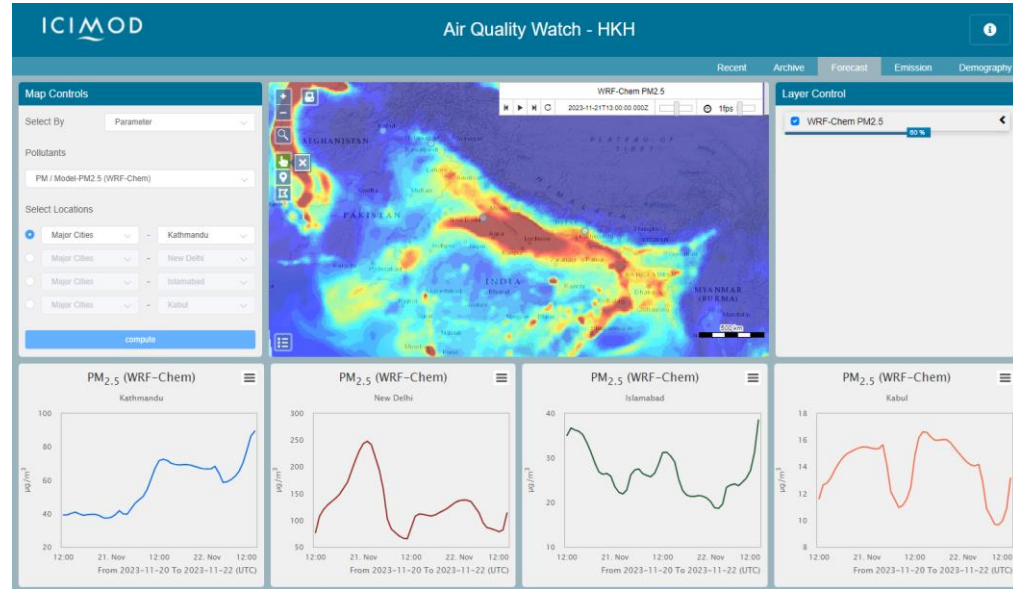 ICIMOD
Air Quality Watch - HKH
Recent Archive Forecast Emission Demography
Map Controls
Select By Parameter
Pollutants
PM / Model-PM2.5 (WRF-Chem)
Select Locations
Major Cities - Kathmandu
Major Cities - New Delhi
Major Cities - Islamabad
Major Cities - Kabul
compute
WRF-Chem PM2.5
2023-11-21T13:00:00.000Z 1fps
AFGHANISTAN
PLATEAU OF
TIBET
HIMALAYA
PAKISTAN
INDIA
MYANMAR
(BURMA)
500 km
Layer Control
WRF-Chem PM2.5
50 %
PM2.5 (WRF-Chem)
Kathmandu
100
80
60
40
20
µg/m³
12:00 21. Nov 12:00 22. Nov 12:00
From 2023-11-20 To 2023-11-22 (UTC)
PM2.5 (WRF-Chem)
New Delhi
300
250
200
150
100
50
µg/m³
12:00 21. Nov 12:00 22. Nov 12:00
From 2023-11-20 To 2023-11-22 (UTC)
PM2.5 (WRF-Chem)
Islamabad
40
30
20
10
µg/m³
12:00 21. Nov 12:00 22. Nov 12:00
From 2023-11-20 To 2023-11-22 (UTC)
PM2.5 (WRF-Chem)
Kabul
18
16
14
12
10
8
µg/m³
12:00 21. Nov 12:00 22. Nov 12:00
From 2023-11-20 To 2023-11-22 (UTC)